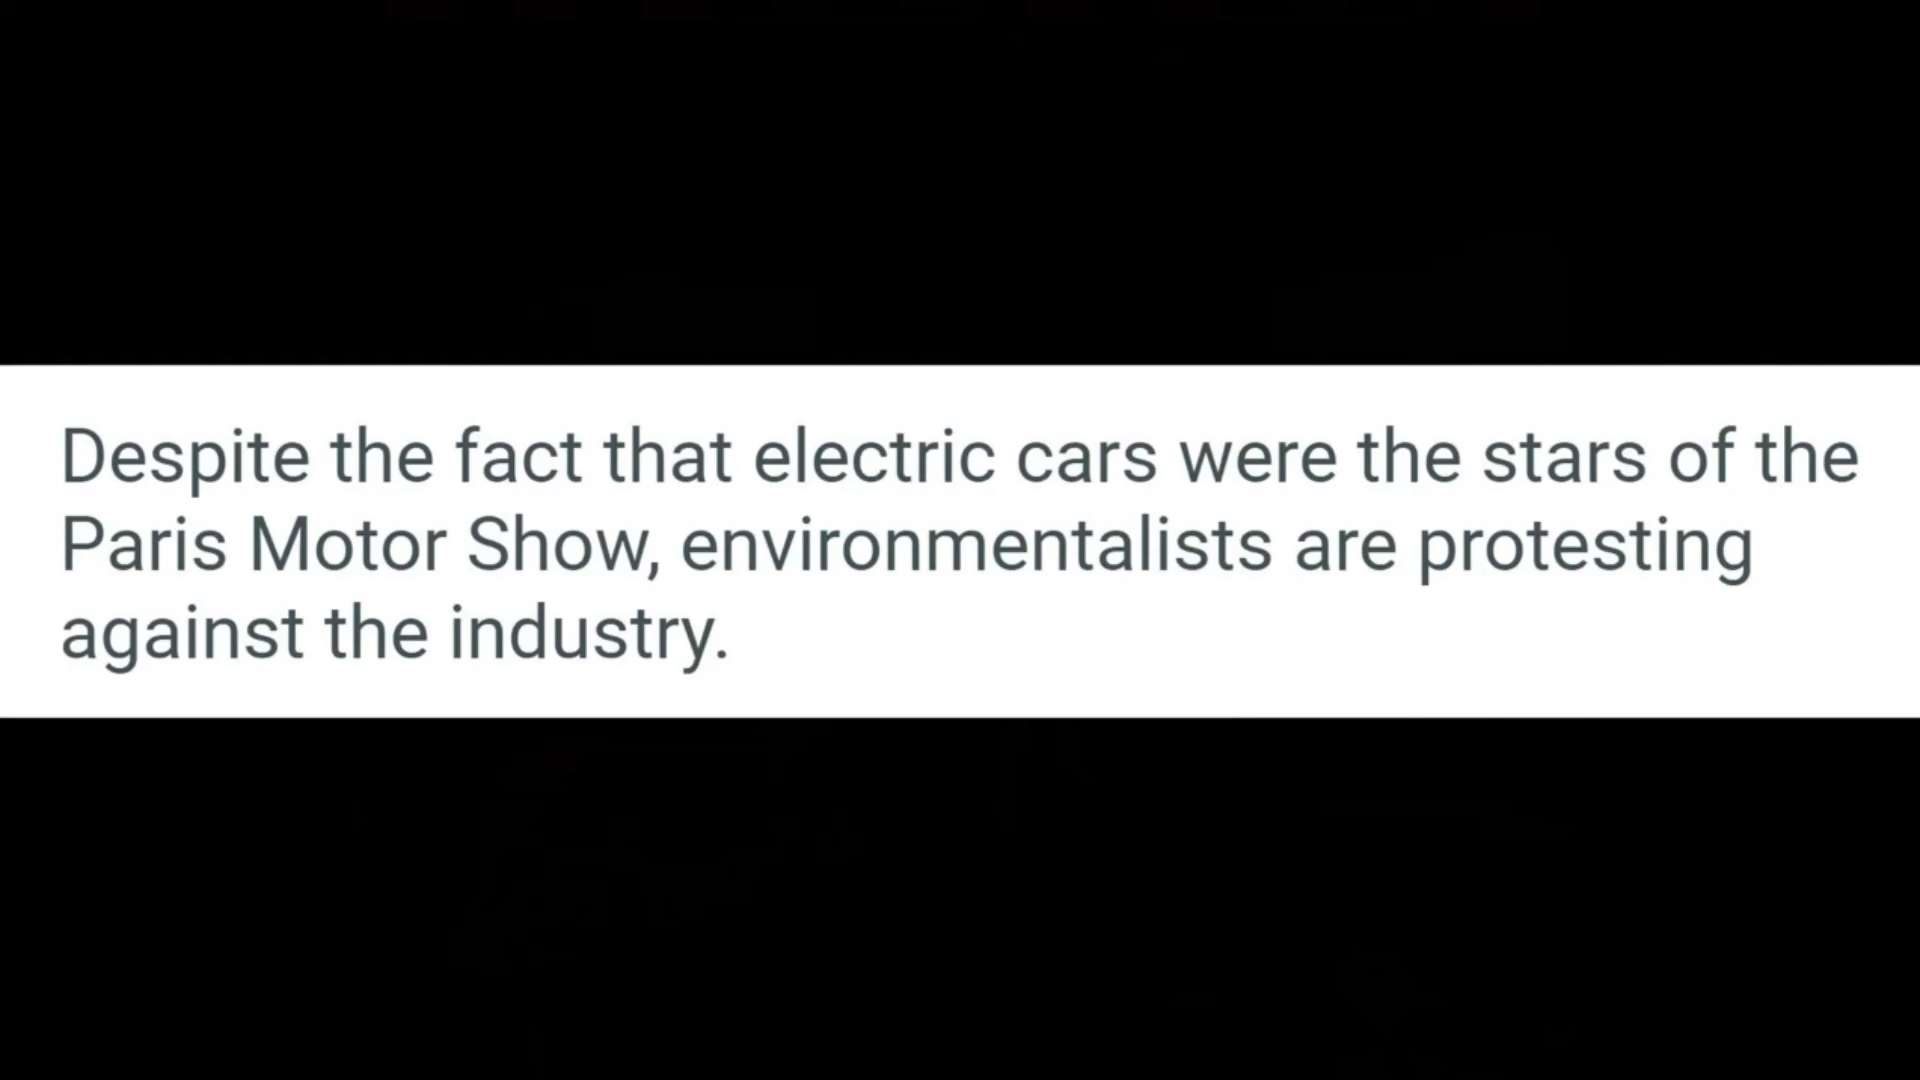 Despite the fact that electric cars were the stars of the
Paris Motor Show, environmentalists are protesting
against the industry.